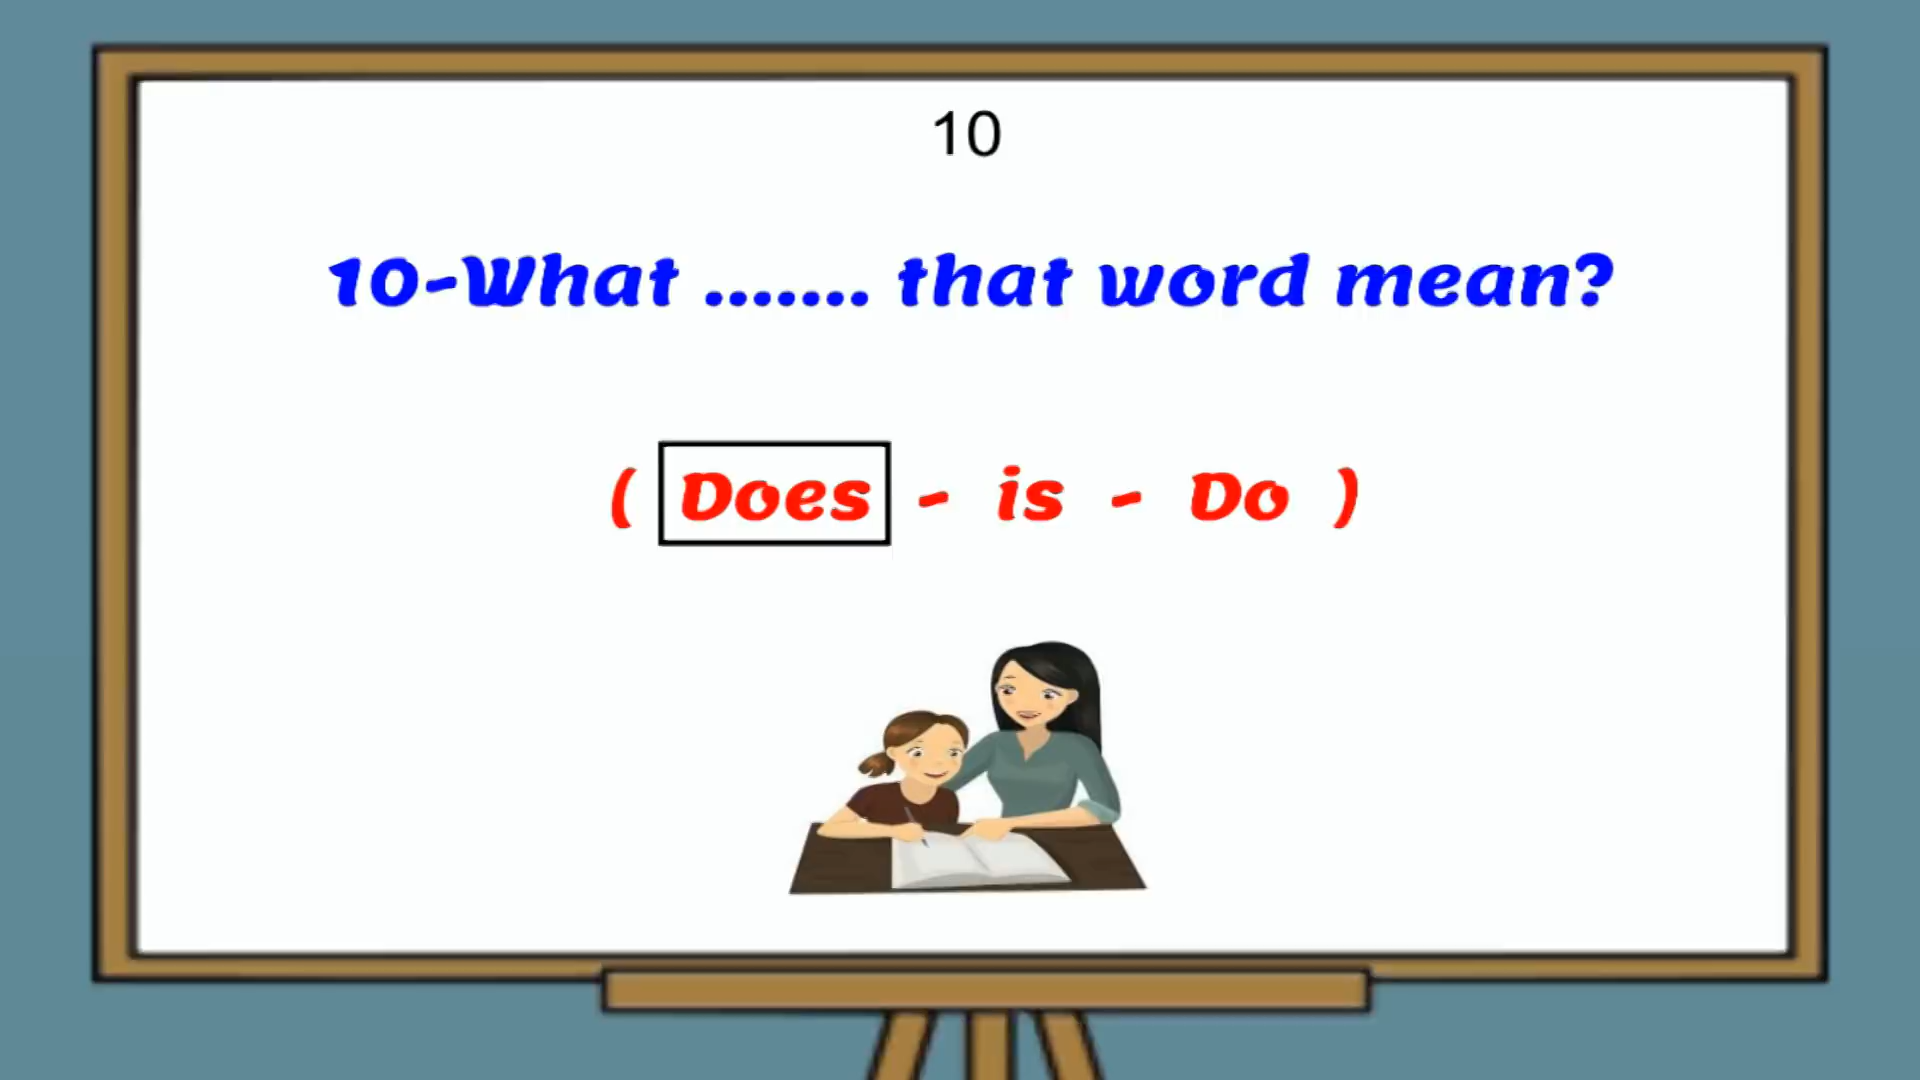 10
10-What ....... that word mean?
( Does - is - Do )